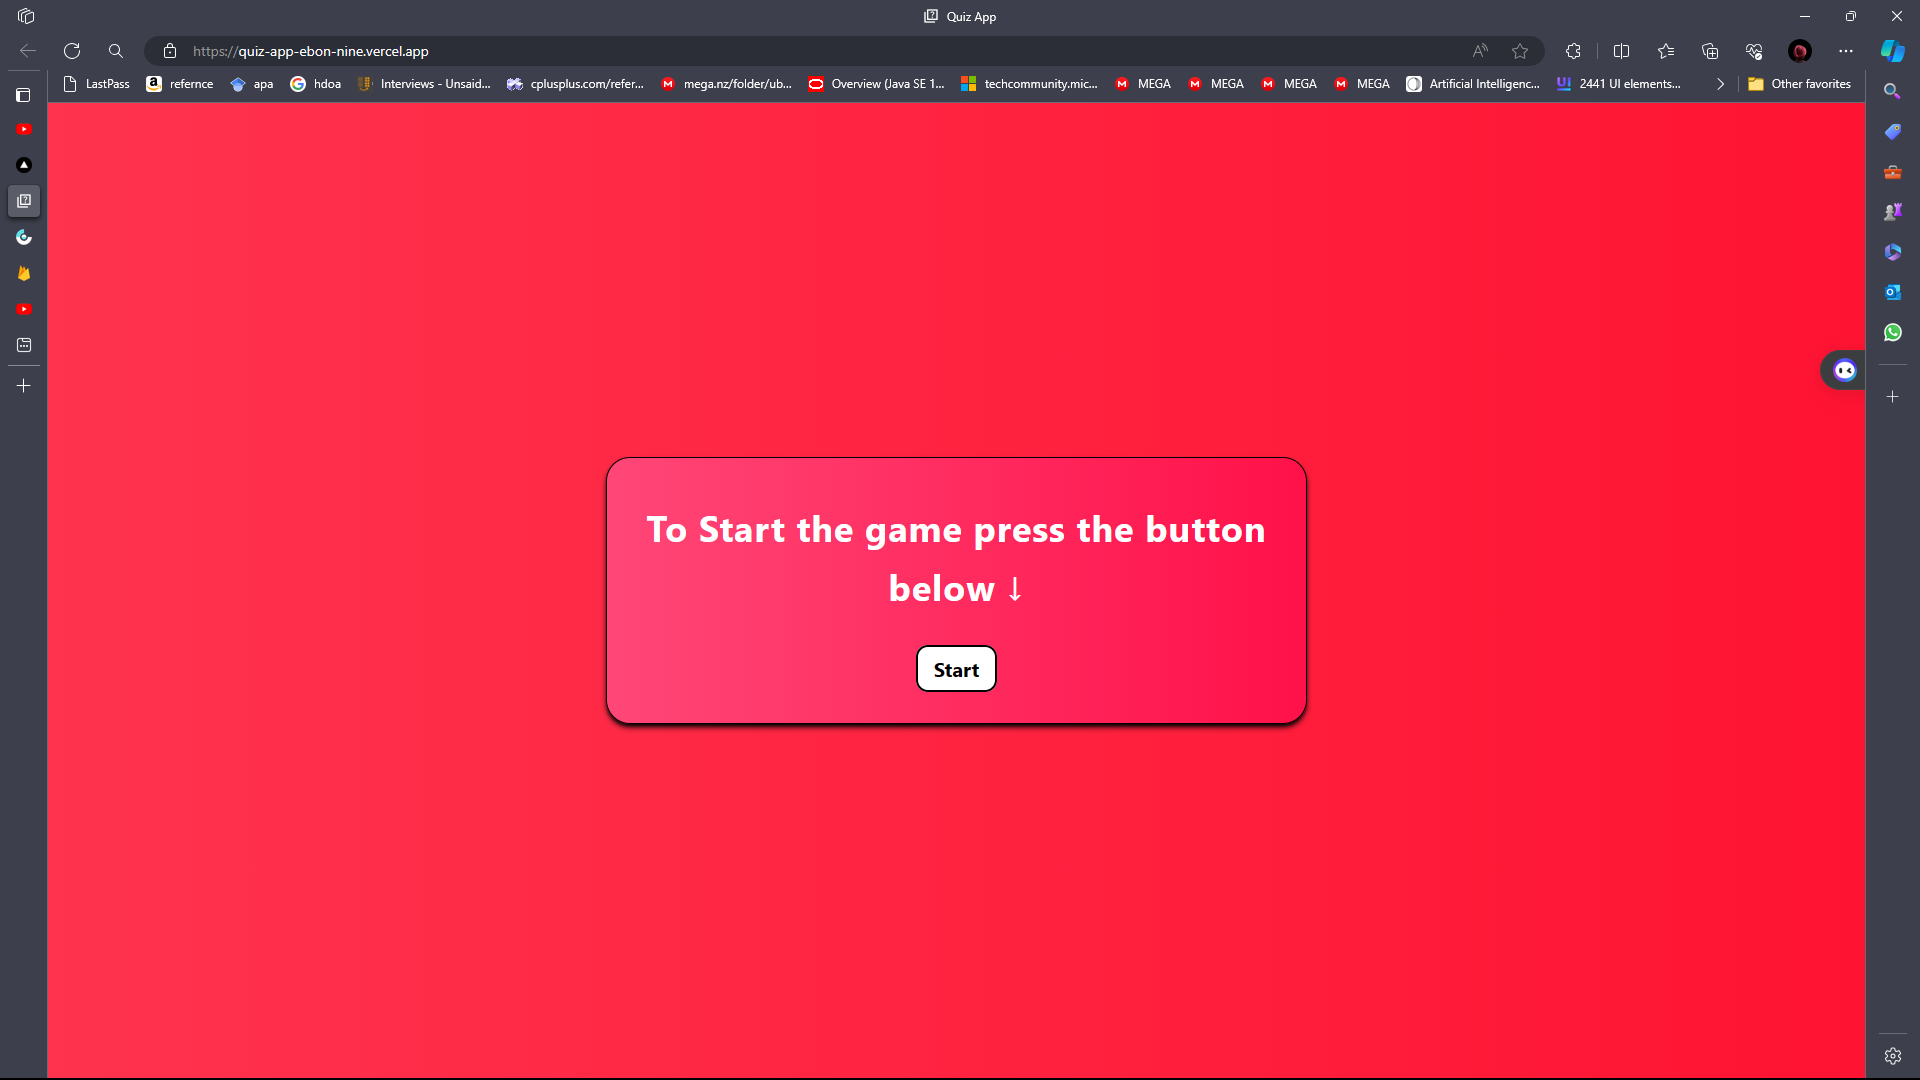 Quiz App
https://quiz-app-ebon-nine.vercel.app
LastPass
refernce
apa
hdoa
Interviews - Unsaid...
cplusplus.com/refer...
mega.nz/folder/ub...
Overview (Java SE 1...
techcommunity.mic...
MEGA
MEGA
MEGA
MEGA
Artificial Intelligenc...
2441 UI elements...
Other favorites
To Start the game press the button
below ↓
Start